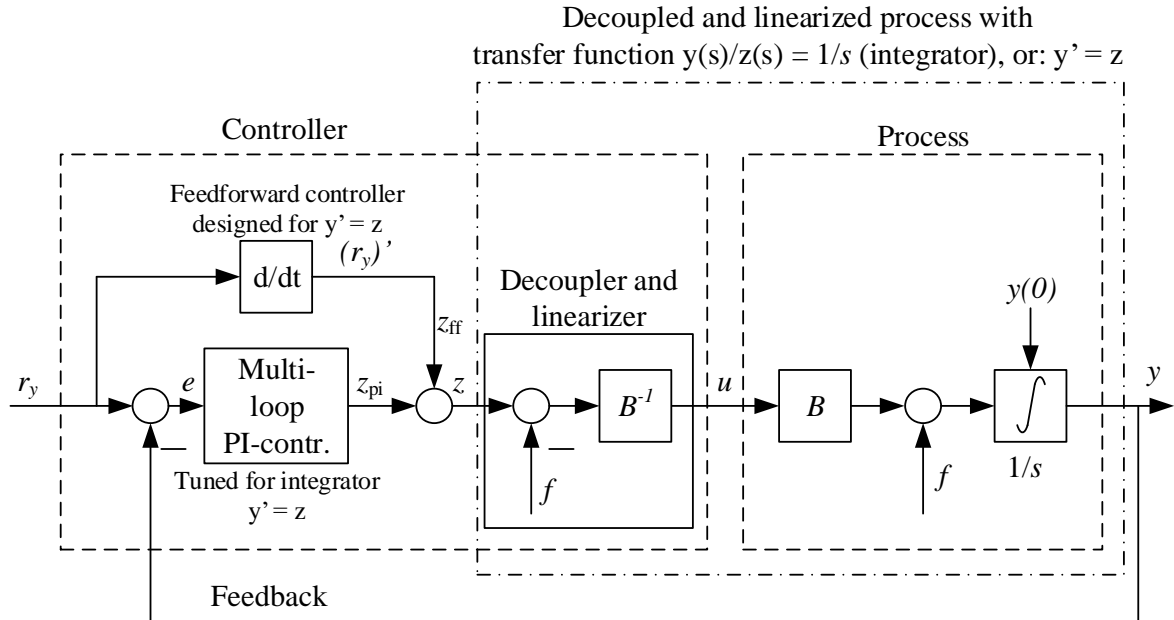 Decoupled and linearized process with
transfer function y(s)/z(s) = 1/s (integrator), or: y' = z
Controller
Process
Feedforward controller
designed for y' = z
(r_y)'
d/dt
Decoupler and
linearizer
y(0)
z_ff
r_y
e
Multi-
loop
PI-contr.
z_pi
z
B^-1
u
B
∫
y
Tuned for integrator
y' = z
f
f
1/s
Feedback